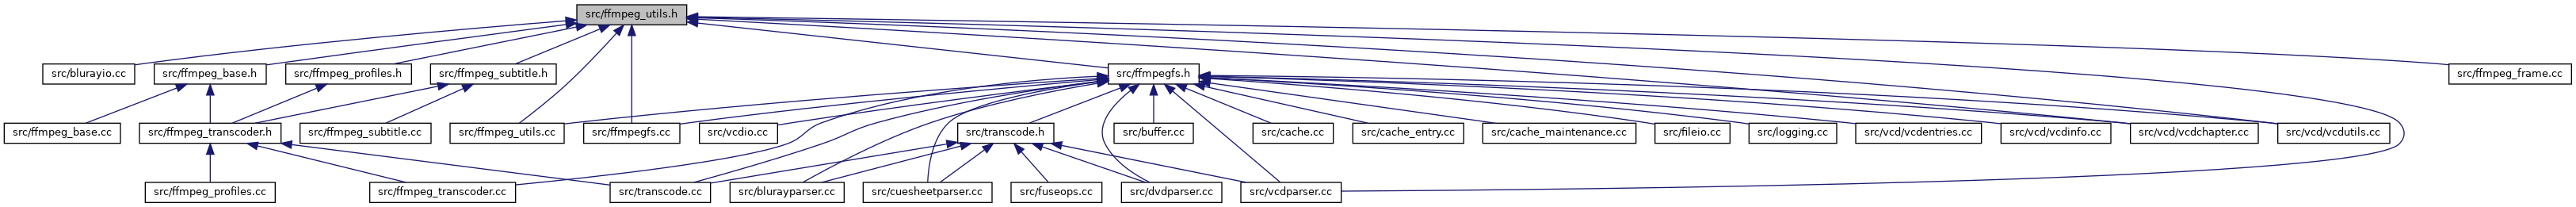 src/ffmpeg_utils.h
src/blurayio.cc
src/ffmpeg_base.h
src/ffmpeg_profiles.h
src/ffmpeg_subtitle.h
src/ffmpegfs.h
src/ffmpeg_frame.cc
src/ffmpeg_base.cc
src/ffmpeg_transcoder.h
src/ffmpeg_subtitle.cc
src/ffmpeg_utils.cc
src/ffmpegfs.cc
src/vcdio.cc
src/transcode.h
src/buffer.cc
src/cache.cc
src/cache_entry.cc
src/cache_maintenance.cc
src/fileio.cc
src/logging.cc
src/vcd/vcdentries.cc
src/vcd/vcdinfo.cc
src/vcd/vcdchapter.cc
src/vcd/vcdutils.cc
src/ffmpeg_profiles.cc
src/ffmpeg_transcoder.cc
src/transcode.cc
src/blurayparser.cc
src/cuesheetparser.cc
src/fuseops.cc
src/dvdparser.cc
src/vcdparser.cc